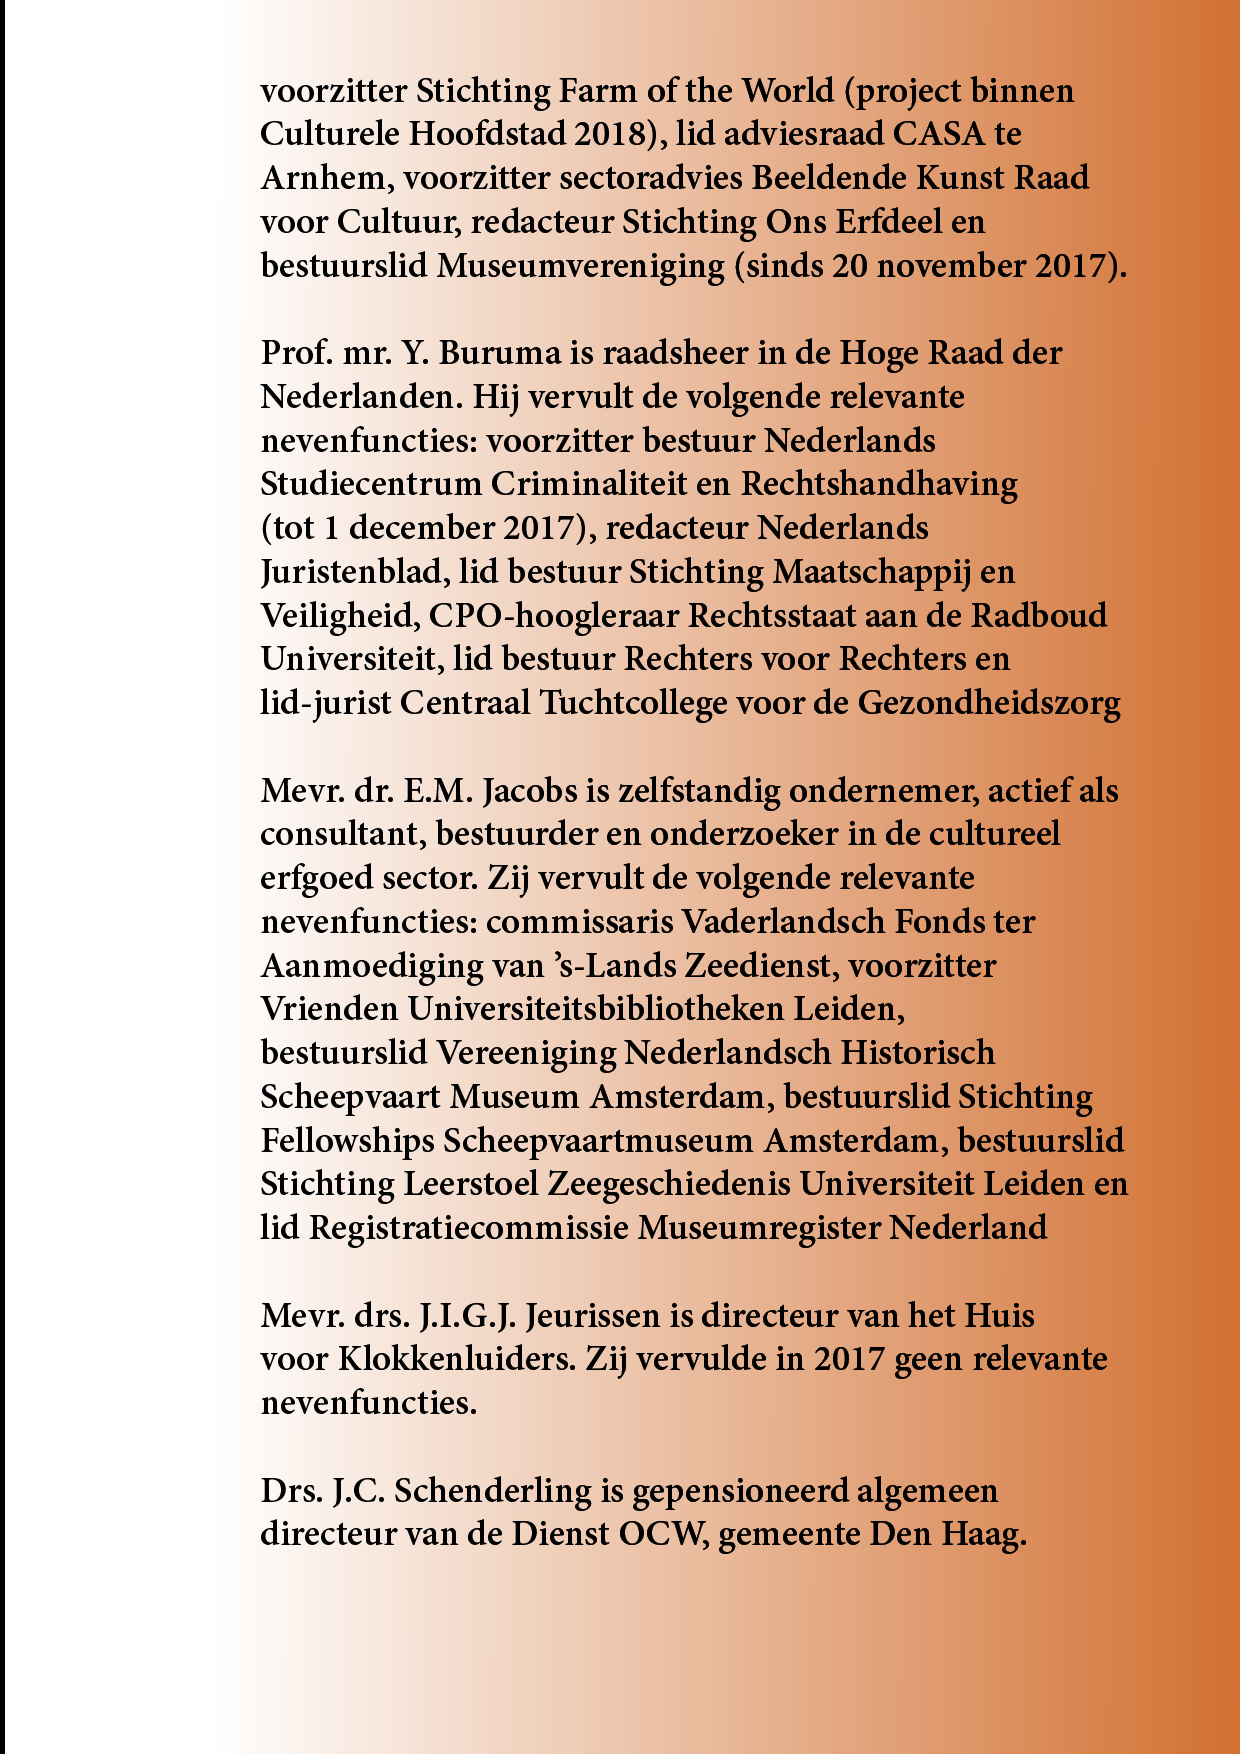 voorzitter Stichting Farm of the World (project binnen
Culturele Hoofdstad 2018), lid adviesraad CASA te
Arnhem, voorzitter sectoradvies Beeldende Kunst Raad
voor Cultuur, redacteur Stichting Ons Erfdeel en
bestuurslid Museumvereniging (sinds 20 november 2017).
Prof. mr. Y. Buruma is raadsheer in de Hoge Raad der
Nederlanden. Hij vervult de volgende relevante
nevenfuncties: voorzitter bestuur Nederlands
Studiecentrum Criminaliteit en Rechtshandhaving
(tot 1 december 2017), redacteur Nederlands
Juristenblad, lid bestuur Stichting Maatschappij en
Veiligheid, CPO-hoogleraar Rechtsstaat aan de Radboud
Universiteit, lid bestuur Rechters voor Rechters en
lid-jurist Centraal Tuchtcollege voor de Gezondheidszorg
Mevr. dr. E.M. Jacobs is zelfstandig ondernemer, actief als
consultant, bestuurder en onderzoeker in de cultureel
erfgoed sector. Zij vervult de volgende relevante
nevenfuncties: commissaris Vaderlandsch Fonds ter
Aanmoediging van ’s-Lands Zeedienst, voorzitter
Vrienden Universiteitsbibliotheken Leiden,
bestuurslid Vereeniging Nederlandsch Historisch
Scheepvaart Museum Amsterdam, bestuurslid Stichting
Fellowships Scheepvaartmuseum Amsterdam, bestuurslid
Stichting Leerstoel Zeegeschiedenis Universiteit Leiden en
lid Registratiecommissie Museumregister Nederland
Mevr. drs. J.I.G.J. Jeurissen is directeur van het Huis
voor Klokkenluiders. Zij vervulde in 2017 geen relevante
nevenfuncties.
Drs. J.C. Schenderling is gepensioneerd algemeen
directeur van de Dienst OCW, gemeente Den Haag.